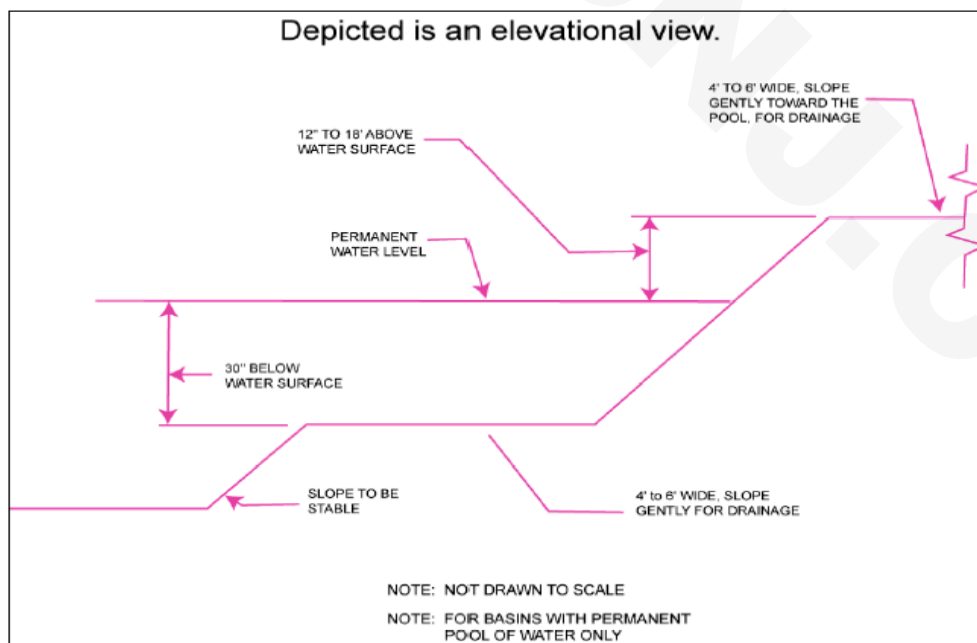 Depicted is an elevational view.
4' TO 6' WIDE, SLOPE
GENTLY TOWARD THE
POOL, FOR DRAINAGE
12" TO 18' ABOVE
WATER SURFACE
PERMANENT
WATER LEVEL
30" BELOW
WATER SURFACE
SLOPE TO BE
STABLE
4' to 6' WIDE, SLOPE
GENTLY FOR DRAINAGE
NOTE: NOT DRAWN TO SCALE
NOTE: FOR BASINS WITH PERMANENT
POOL OF WATER ONLY